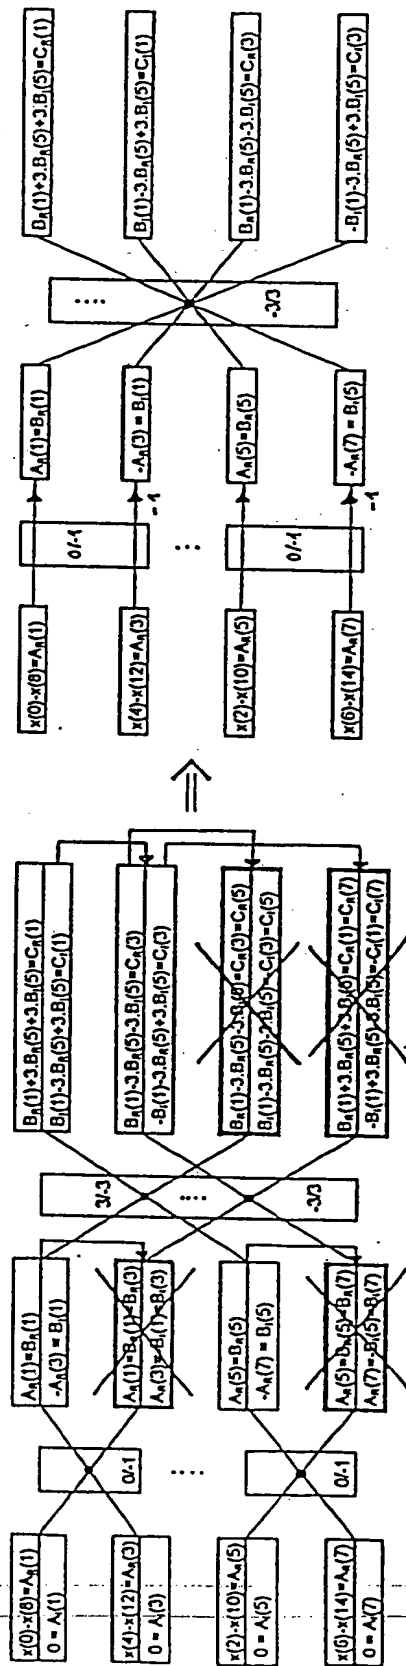 x(0)-x(8)=A_R(1)
0 = A_I(1)
x(4)-x(12)=A_R(3)
0 = A_I(3)
x(2)-x(10)=A_R(5)
0 = A_I(5)
x(6)-x(14)=A_R(7)
0 = A_I(7)
0/-1
....
0/-1
A_R(1)=B_R(1)
-A_R(3) = B_I(1)
A_R(1)=B_R(1)=B_R(3)
A_R(3)=-B_I(1)=B_I(3)
A_R(5)=B_R(5)
-A_R(7) = B_I(5)
A_R(5)=B_R(5)=B_R(7)
A_R(7)=-B_I(5)=B_I(7)
3/-3
....
-3/3
B_R(1)+3.B_R(5)+3.B_I(5)=C_R(1)
B_I(1)-3.B_R(5)+3.B_I(5)=C_I(1)
B_R(1)-3.B_R(5)-3.B_I(5)=C_R(3)
-B_I(1)-3.B_R(5)+3.B_I(5)=C_I(3)
⇒
x(0)-x(8)=A_R(1)
x(4)-x(12)=A_R(3)
x(2)-x(10)=A_R(5)
x(6)-x(14)=A_R(7)
0/-1
...
0/-1
-1
-1
A_R(1)=B_R(1)
-A_R(3) = B_I(1)
A_R(5)=B_R(5)
-A_R(7) = B_I(5)
....
-3/3
B_R(1)+3.B_R(5)+3.B_I(5)=C_R(1)
B_I(1)-3.B_R(5)+3.B_I(5)=C_I(1)
B_R(1)-3.B_R(5)-3.B_I(5)=C_R(3)
-B_I(1)-3.B_R(5)+3.B_I(5)=C_I(3)